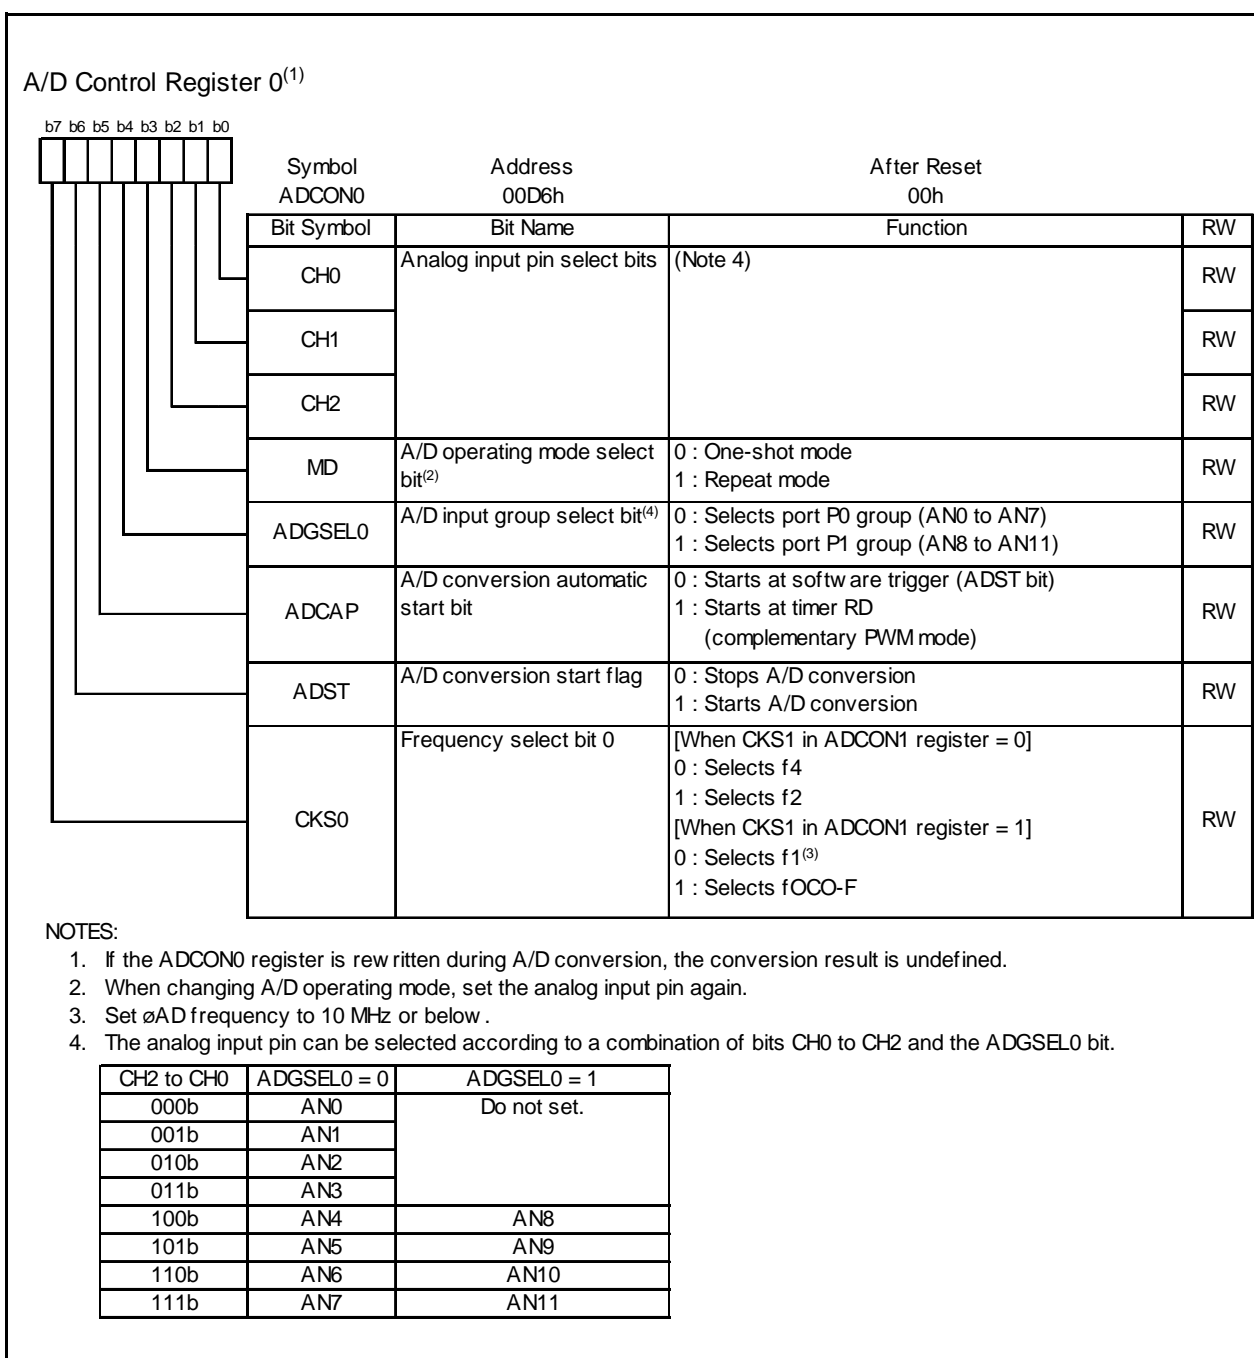 A/D Control Register 0(1)
b7 b6 b5 b4 b3 b2 b1 b0
Symbol Address After Reset
ADCON0 00D6h 00h
Bit Symbol Bit Name Function RW
CH0 Analog input pin select bits (Note 4) RW
CH1 RW
CH2 RW
MD A/D operating mode select bit(2) 0 : One-shot mode RW
1 : Repeat mode
ADGSEL0 A/D input group select bit(4) 0 : Selects port P0 group (AN0 to AN7) RW
1 : Selects port P1 group (AN8 to AN11)
ADCAP A/D conversion automatic start bit 0 : Starts at software trigger (ADST bit) RW
1 : Starts at timer RD
(complementary PWM mode)
ADST A/D conversion start flag 0 : Stops A/D conversion RW
1 : Starts A/D conversion
CKS0 Frequency select bit 0 [When CKS1 in ADCON1 register = 0] RW
0 : Selects f4
1 : Selects f2
[When CKS1 in ADCON1 register = 1]
0 : Selects f1(3)
1 : Selects fOCO-F
NOTES:
1. If the ADCON0 register is rewritten during A/D conversion, the conversion result is undefined.
2. When changing A/D operating mode, set the analog input pin again.
3. Set øAD frequency to 10 MHz or below.
4. The analog input pin can be selected according to a combination of bits CH0 to CH2 and the ADGSEL0 bit.
CH2 to CH0 ADGSEL0 = 0 ADGSEL0 = 1
000b AN0 Do not set.
001b AN1
010b AN2
011b AN3
100b AN4 AN8
101b AN5 AN9
110b AN6 AN10
111b AN7 AN11